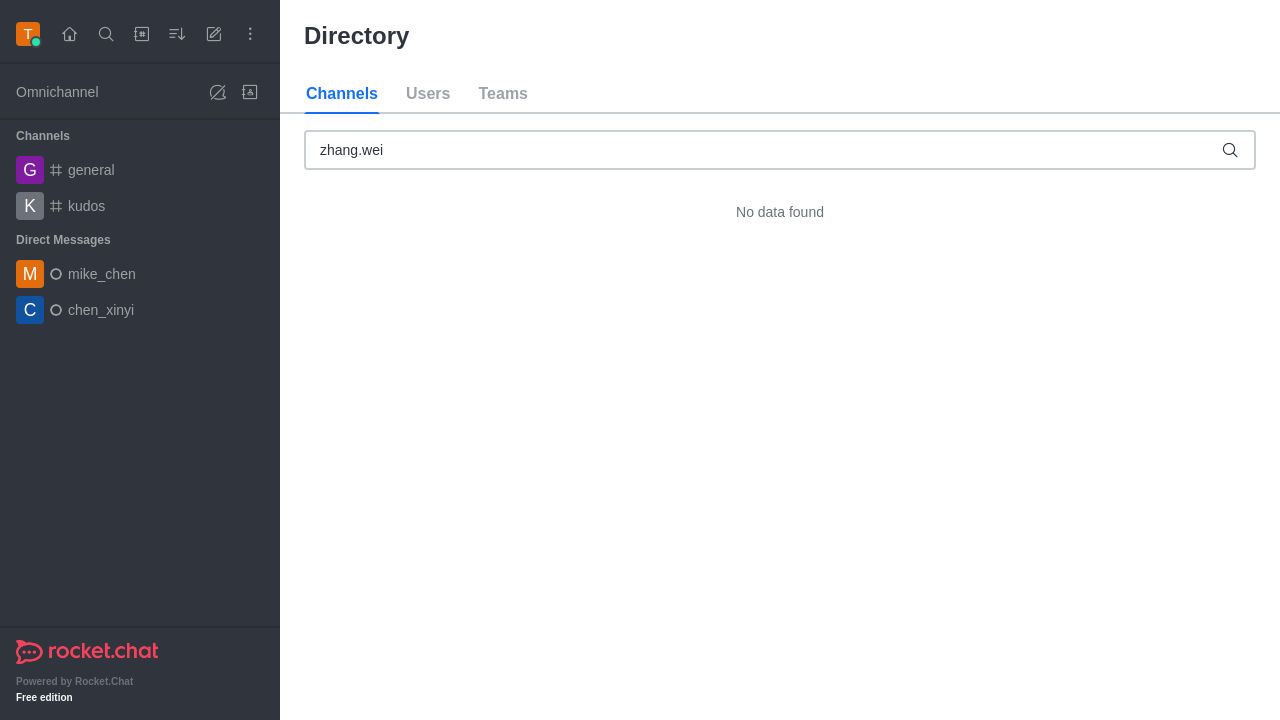 T
Omnichannel
Channels
G general
K kudos
Direct Messages
M mike_chen
C chen_xinyi
rocket.chat
Powered by Rocket.Chat
Free edition
Directory
Channels Users Teams
zhang.wei
No data found